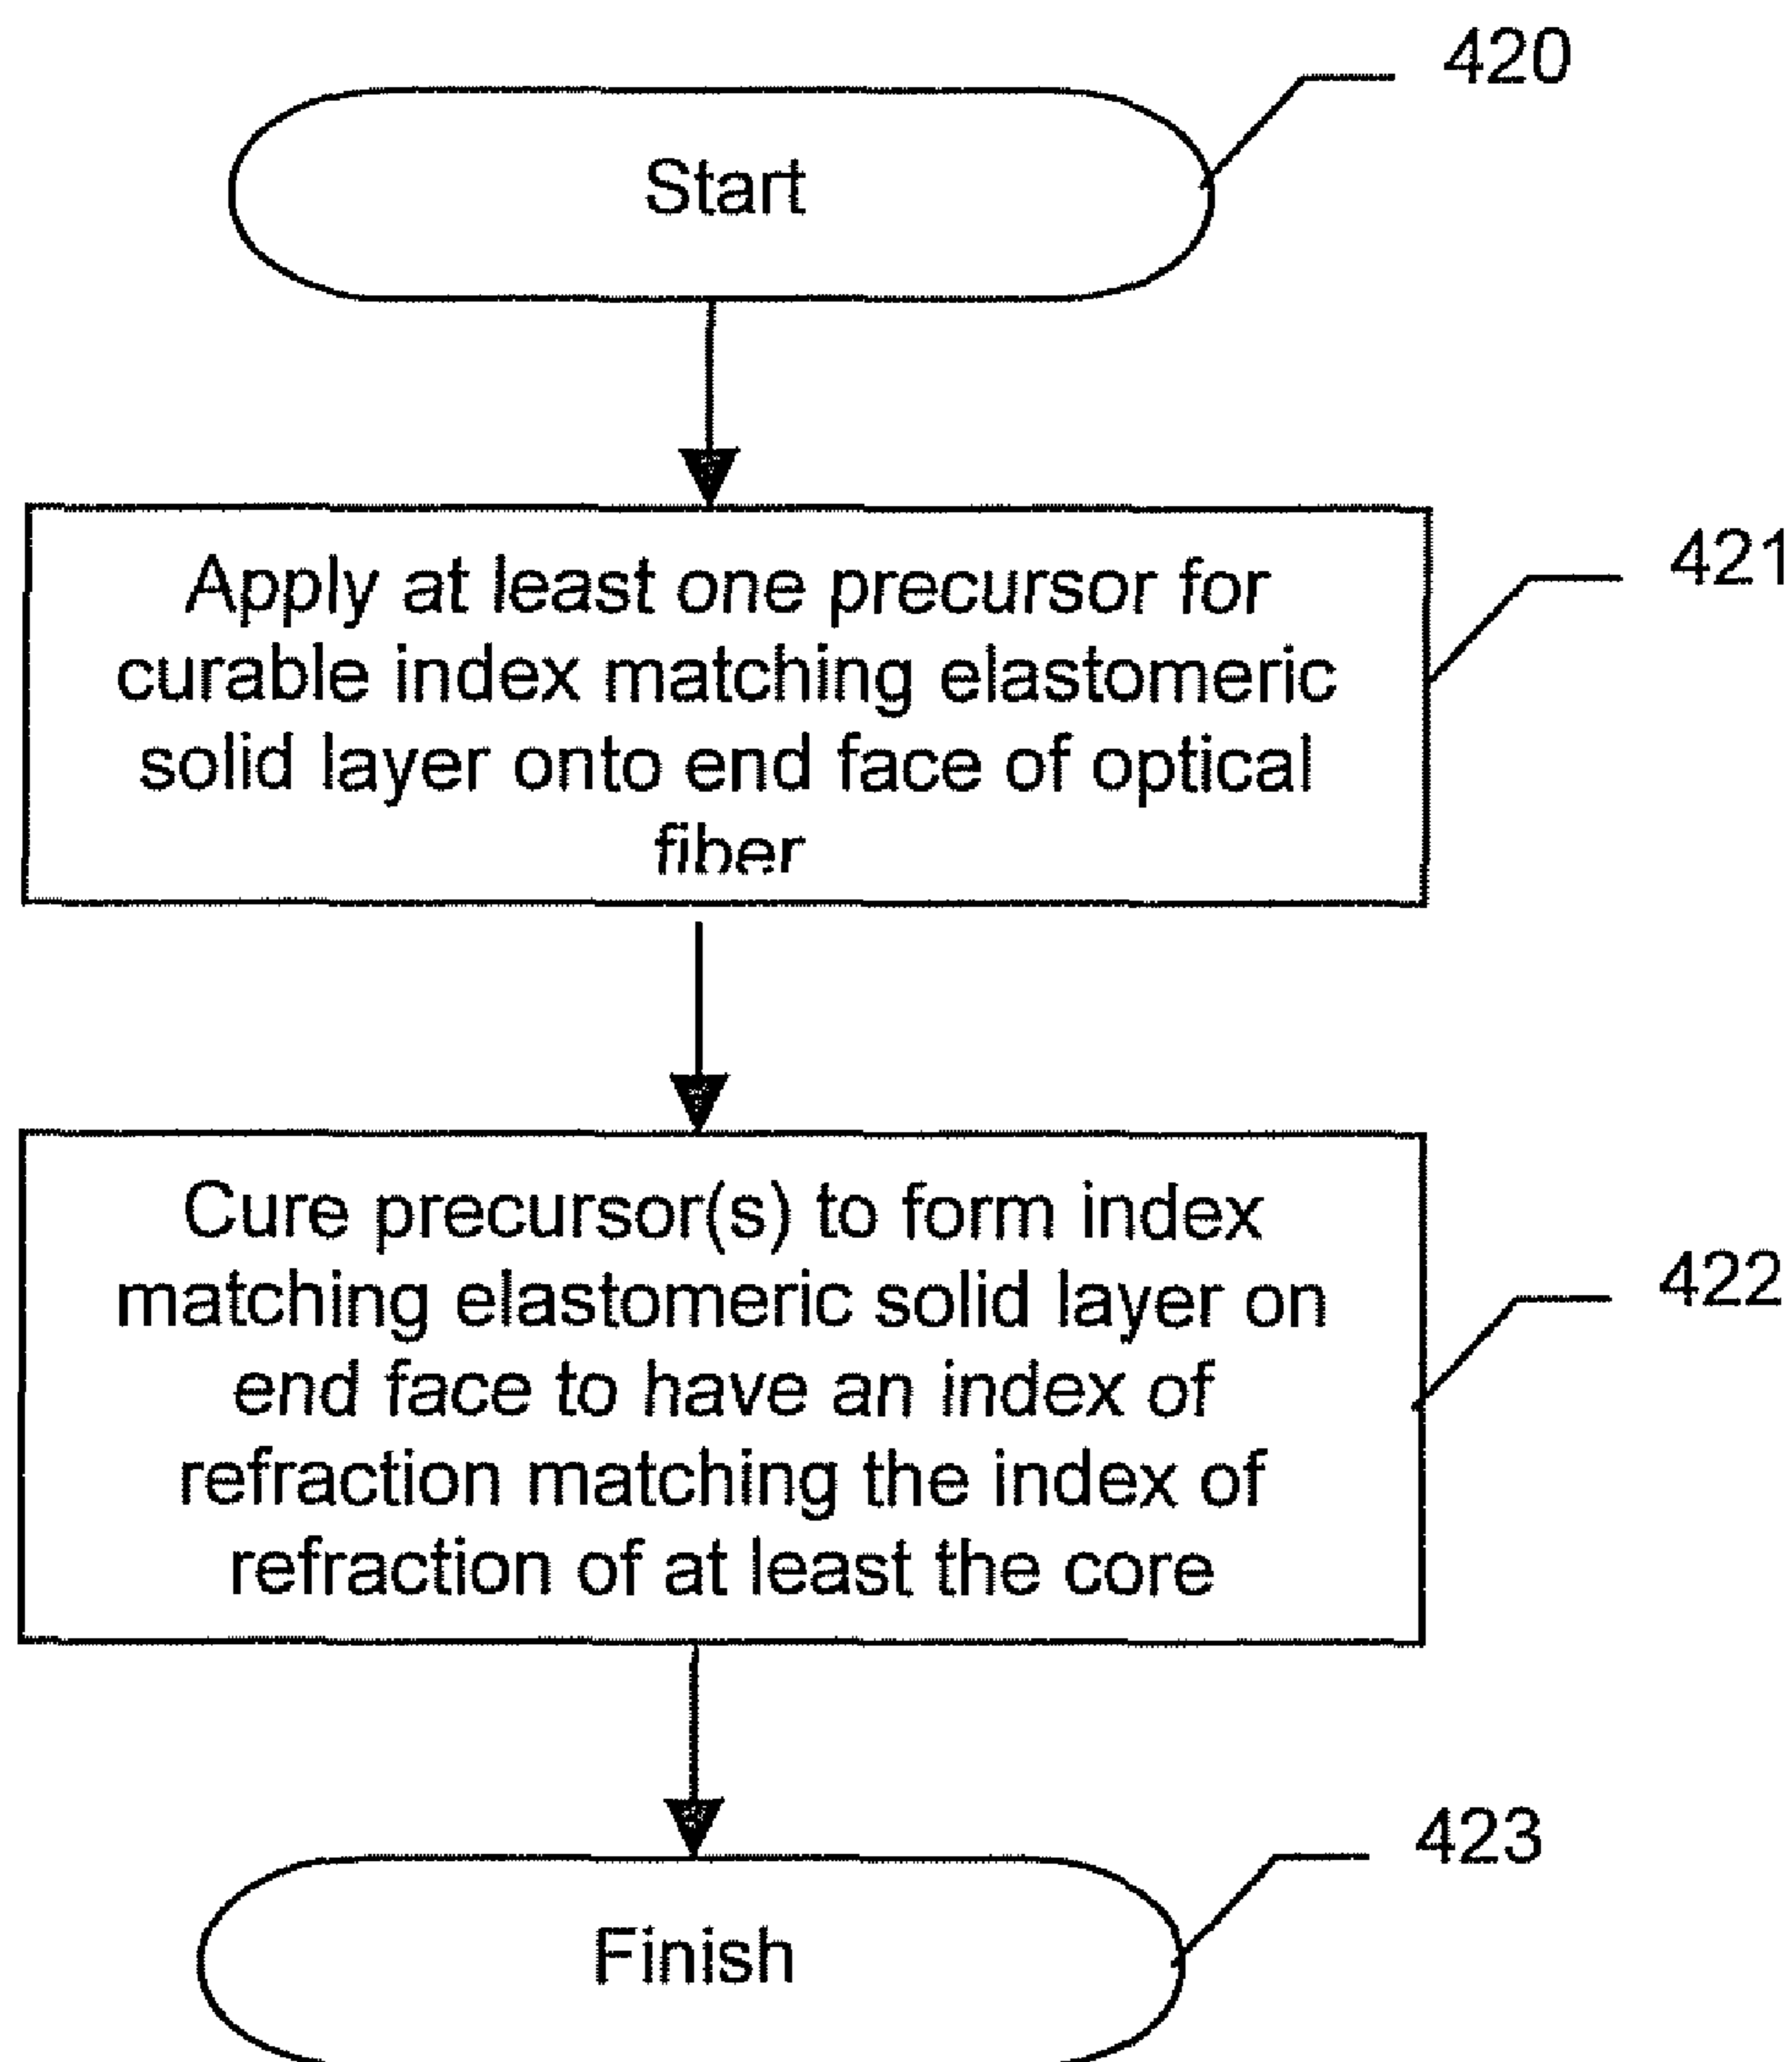 420
Start
421
Apply at least one precursor for
curable index matching elastomeric
solid layer onto end face of optical
fiber
422
Cure precursor(s) to form index
matching elastomeric solid layer on
end face to have an index of
refraction matching the index of
refraction of at least the core
423
Finish